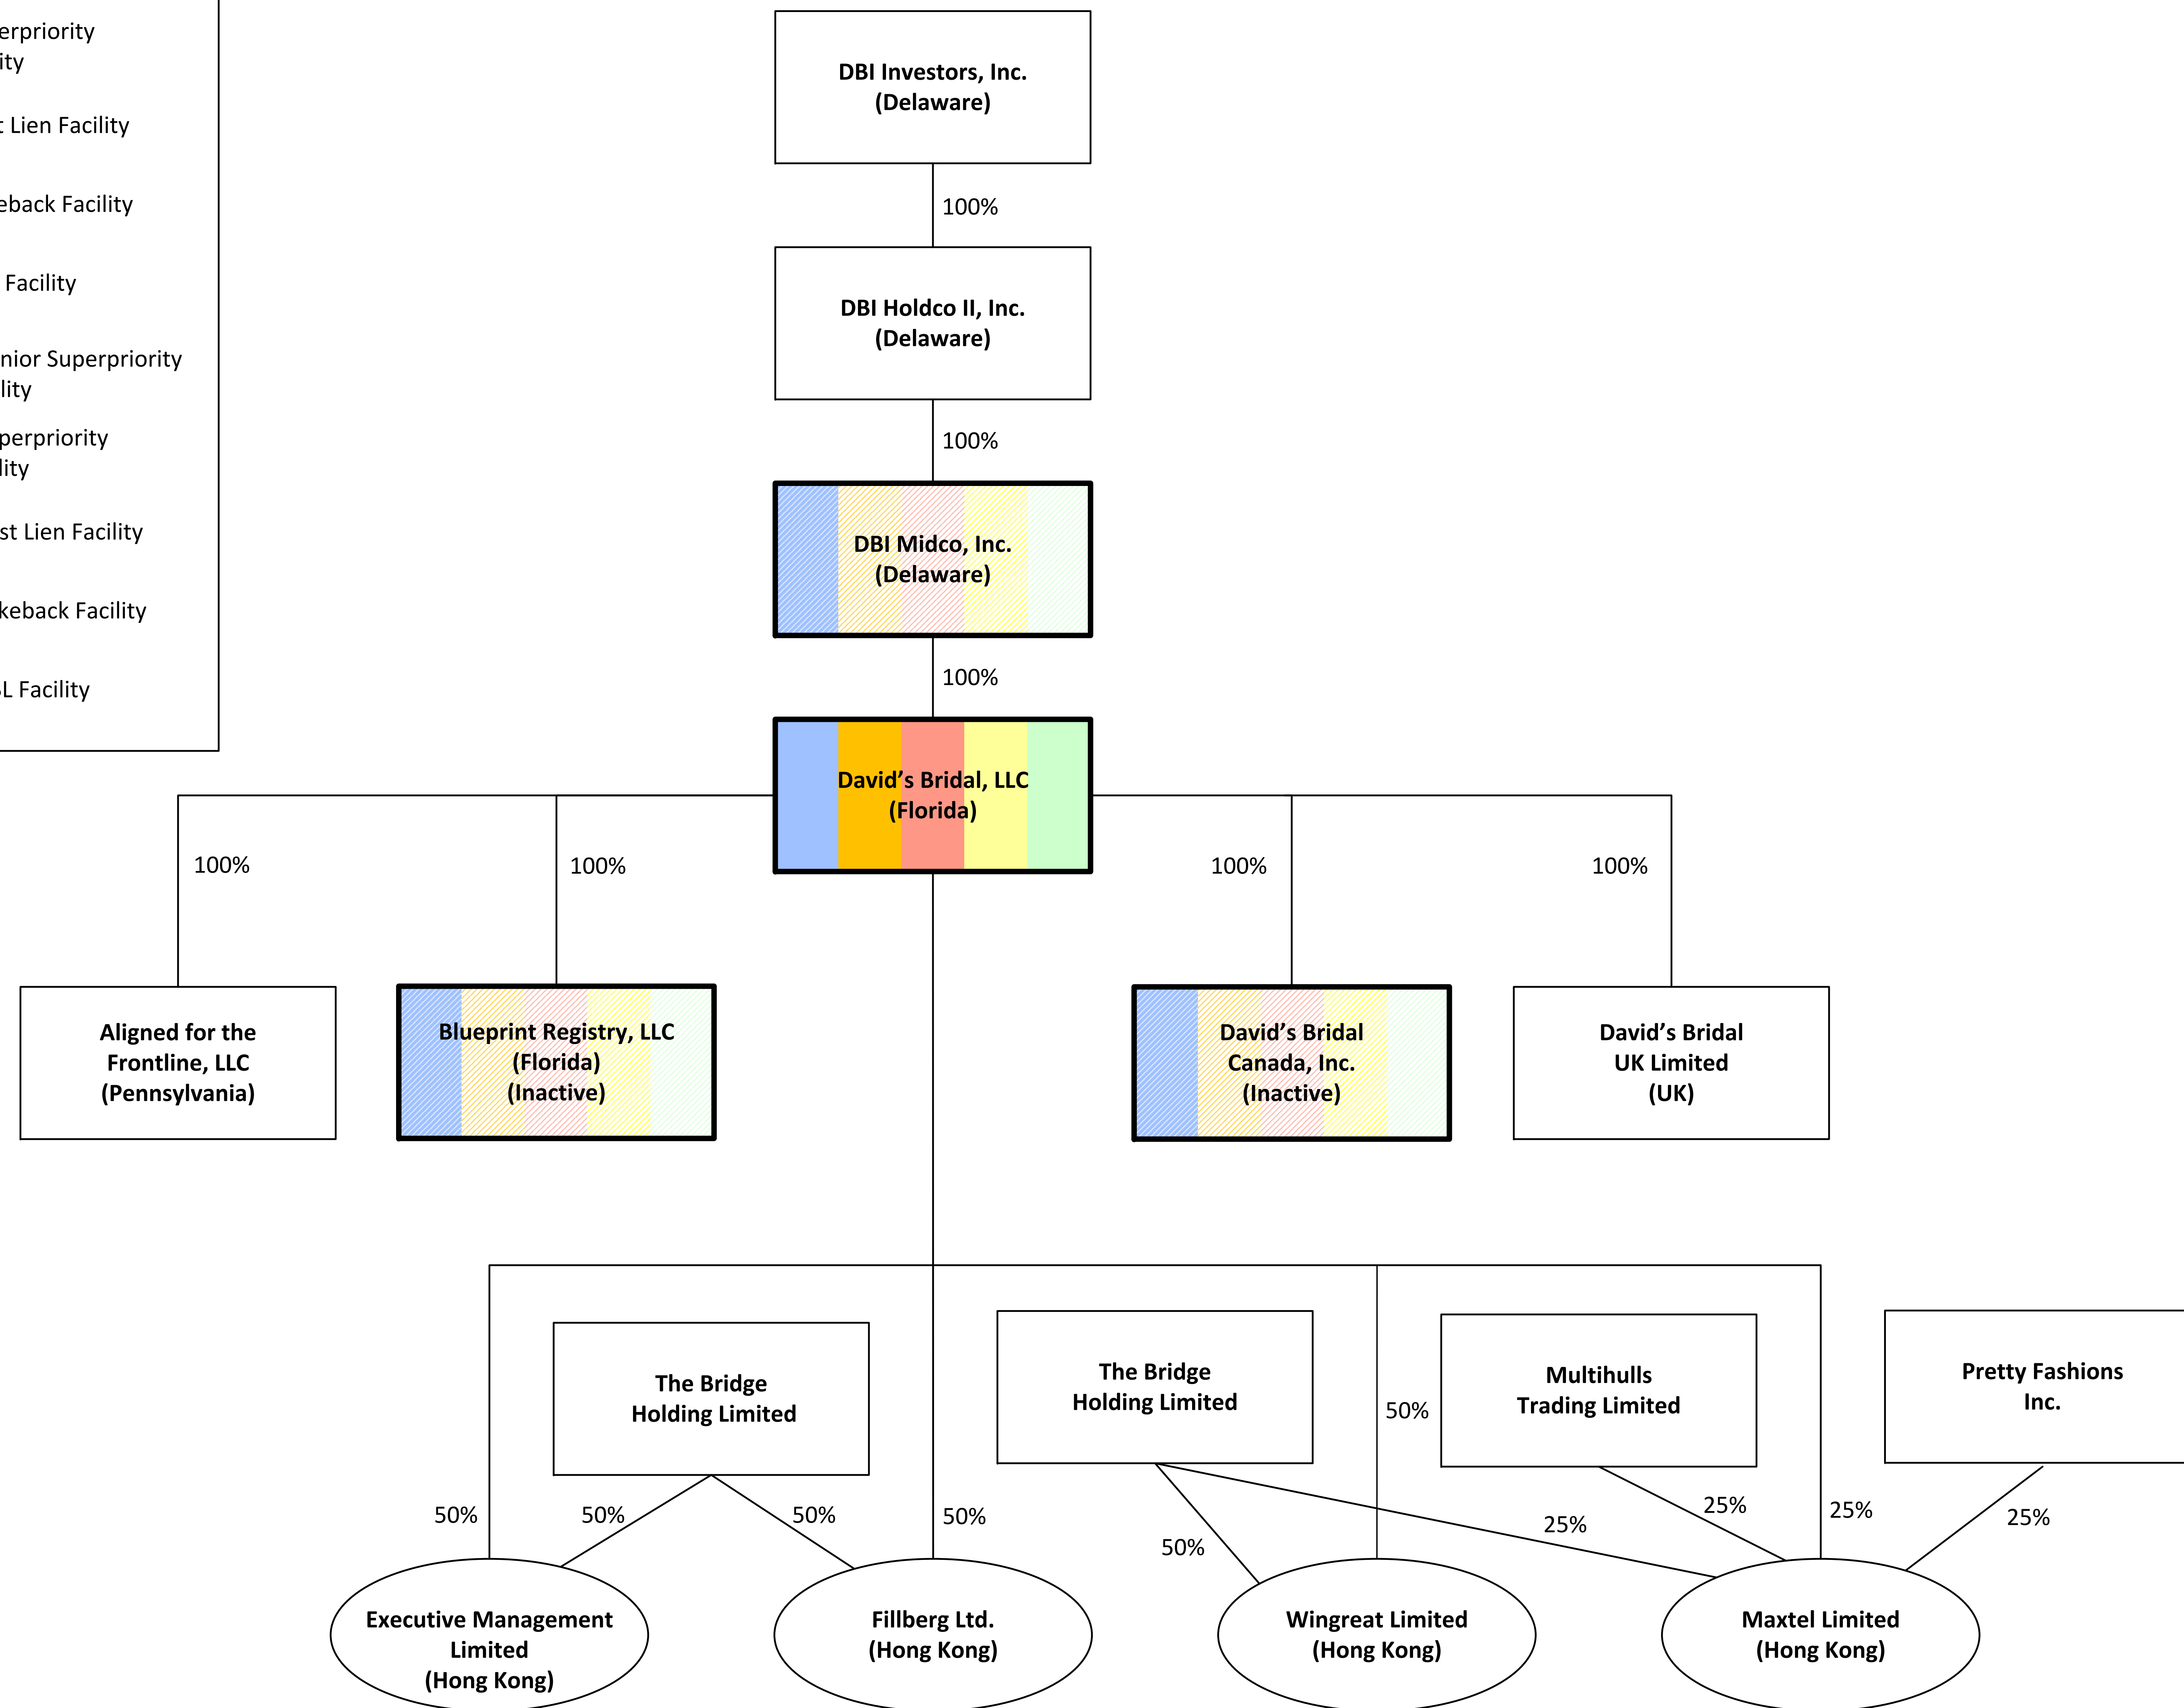 erpriority
ity
t Lien Facility
eback Facility
Facility
nior Superpriority
lity
perpriority
lity
st Lien Facility
keback Facility
L Facility
DBI Investors, Inc.
(Delaware)
100%
DBI Holdco II, Inc.
(Delaware)
100%
DBI Midco, Inc.
(Delaware)
100%
David’s Bridal, LLC
(Florida)
100%
100%
100%
100%
Aligned for the
Frontline, LLC
(Pennsylvania)
Blueprint Registry, LLC
(Florida)
(Inactive)
David’s Bridal
Canada, Inc.
(Inactive)
David’s Bridal
UK Limited
(UK)
The Bridge
Holding Limited
The Bridge
Holding Limited
Multihulls
Trading Limited
Pretty Fashions
Inc.
50%
50%
50%
50%
50%
50%
25%
25%
25%
25%
Executive Management
Limited
(Hong Kong)
Fillberg Ltd.
(Hong Kong)
Wingreat Limited
(Hong Kong)
Maxtel Limited
(Hong Kong)